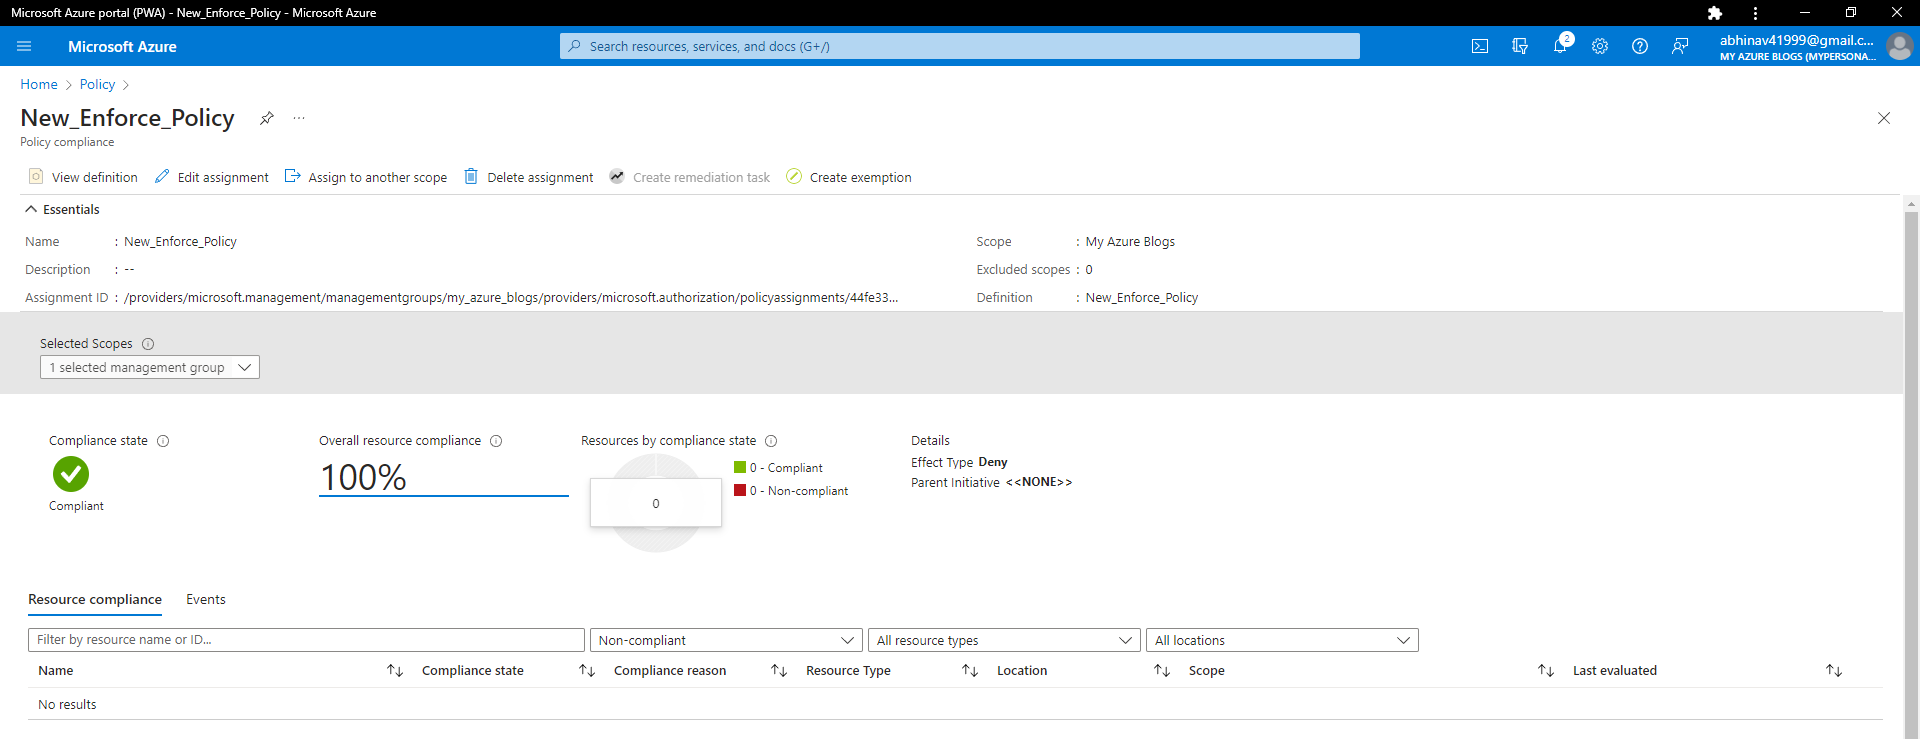 Microsoft Azure portal (PWA) - New_Enforce_Policy - Microsoft Azure
Microsoft Azure
Search resources, services, and docs (G+/)
2
abhinav41999@gmail.c...
MY AZURE BLOGS (MYPERSONA...
Home > Policy >
New_Enforce_Policy ...
Policy compliance
View definition Edit assignment Assign to another scope Delete assignment Create remediation task Create exemption
Essentials
Name : New_Enforce_Policy Scope : My Azure Blogs
Description : -- Excluded scopes : 0
Assignment ID : /providers/microsoft.management/managementgroups/my_azure_blogs/providers/microsoft.authorization/policyassignments/44fe33... Definition : New_Enforce_Policy
Selected Scopes
1 selected management group
Compliance state Overall resource compliance Resources by compliance state Details
100% 0 0 - Compliant Effect Type Deny
Compliant 0 - Non-compliant Parent Initiative <<NONE>>
Resource compliance Events
Filter by resource name or ID... Non-compliant All resource types All locations
Name Compliance state Compliance reason Resource Type Location Scope Last evaluated
No results